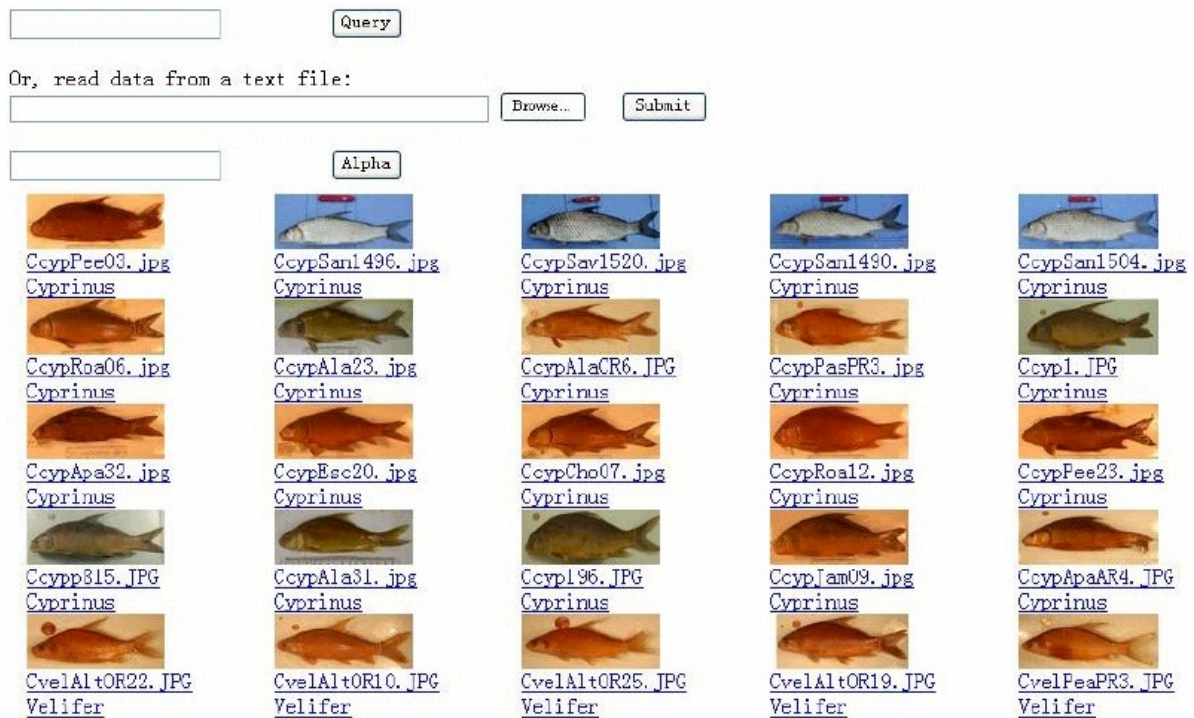 Query
Or, read data from a text file:
Browse... Submit
Alpha
CcypPee03.jpg CcypSan1496.jpg CcypSav1520.jpg CcypSan1490.jpg CcypSan1504.jpg
Cyprinus Cyprinus Cyprinus Cyprinus Cyprinus
CcypRoa06.jpg CcypAla23.jpg CcypAlaCR6.JPG CcypPasPR3.jpg Ccyp1.JPG
Cyprinus Cyprinus Cyprinus Cyprinus Cyprinus
CcypApa32.jpg CcypEsc20.jpg CcypCho07.jpg CcypRoa12.jpg CcypPee23.jpg
Cyprinus Cyprinus Cyprinus Cyprinus Cyprinus
Ccypp815.JPG CcypAla31.jpg Ccyp196.JPG CcypJam09.jpg CcypApaAR4.JPG
Cyprinus Cyprinus Cyprinus Cyprinus Cyprinus
CvelAltOR22.JPG CvelAltOR10.JPG CvelAltOR25.JPG CvelAltOR19.JPG CvelPeaPR3.JPG
Velifer Velifer Velifer Velifer Velifer